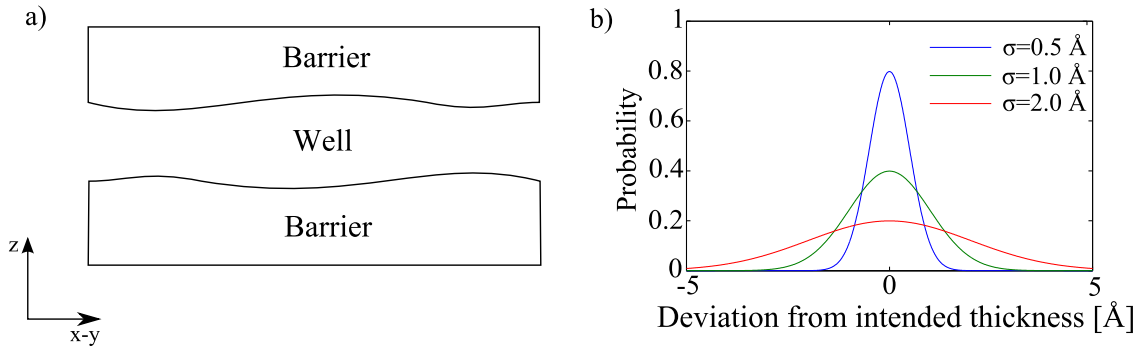 a)
Barrier
Well
Barrier
z
x-y
b)
Probability
1
0.8
0.6
0.4
0.2
0
-5
0
5
σ=0.5 Å
σ=1.0 Å
σ=2.0 Å
Deviation from intended thickness [Å]